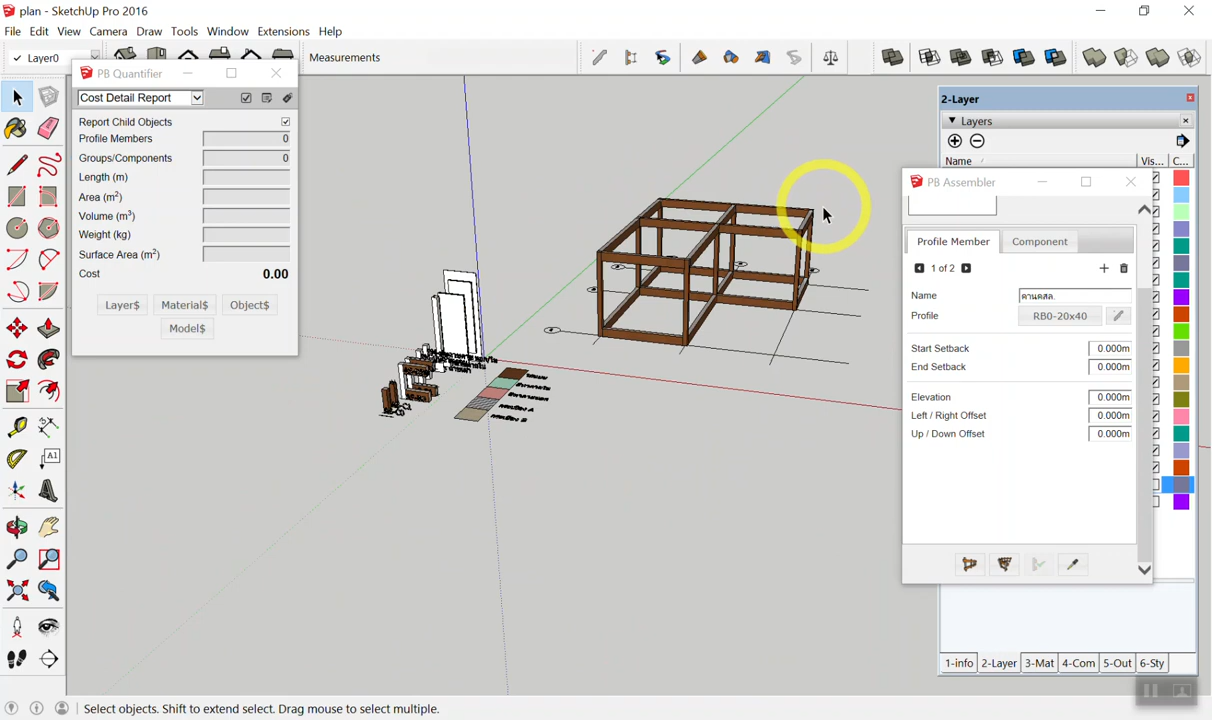 plan - SketchUp Pro 2016
File Edit View Camera Draw Tools Window Extensions Help
Layer0
Measurements
PB Quantifier
Cost Detail Report
Report Child Objects
Profile Members 0
Groups/Components 0
Length (m)
Area (m²)
Volume (m³)
Weight (kg)
Surface Area (m²)
Cost 0.00
Layer$ Material$ Object$
Model$
2-Layer
Layers
Name Vis... C...
PB Assembler
Profile Member Component
1 of 2
Name คานคสล.
Profile RB0-20x40
Start Setback 0.000m
End Setback 0.000m
Elevation 0.000m
Left / Right Offset 0.000m
Up / Down Offset 0.000m
A1
1-info 2-Layer 3-Mat 4-Com 5-Out 6-Sty
Select objects. Shift to extend select. Drag mouse to select multiple.